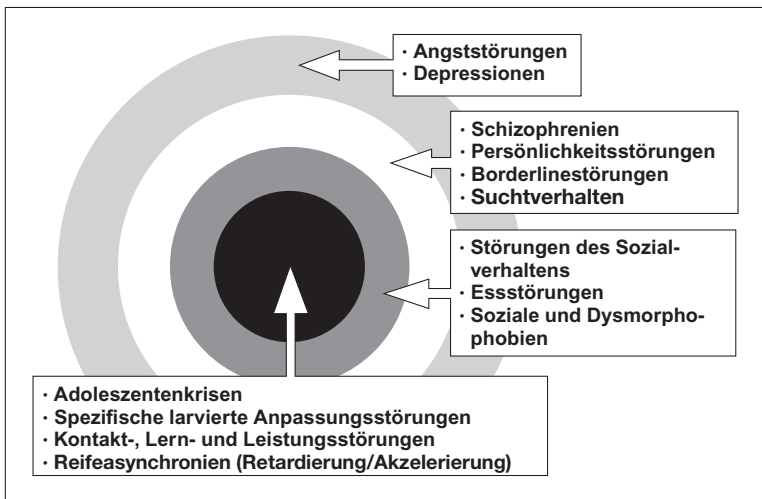 · Angststörungen
· Depressionen
· Schizophrenien
· Persönlichkeitsstörungen
· Borderlinestörungen
· Suchtverhalten
· Störungen des Sozial-
verhaltens
· Essstörungen
· Soziale und Dysmorpho-
phobien
· Adoleszentenkrisen
· Spezifische larvierte Anpassungsstörungen
· Kontakt-, Lern- und Leistungsstörungen
· Reifeasynchronien (Retardierung/Akzelerierung)